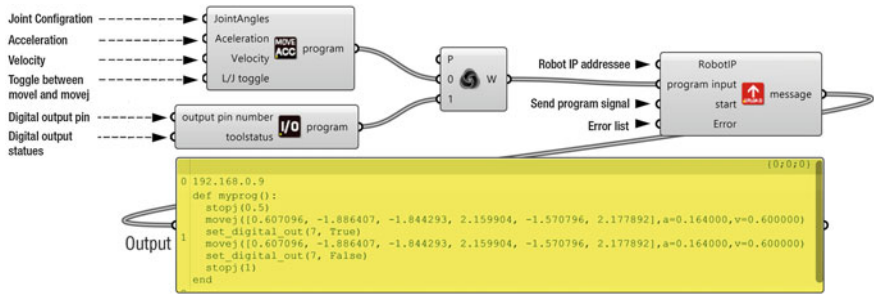 Joint Configration
Acceleration
Velocity
Toggle between
movel and movej
Digital output pin
Digital output
statues
JointAngles
Aceleration
Velocity
L/J toggle
MOVE
ACC
program
output pin number
toolstatus
I/O
program
P
0
1
W
Robot IP addressee
Send program signal
Error list
RobotIP
program input
start
Error
message
{0;0;0}
0 192.168.0.9
def myprog():
stopj(0.5)
movej([0.607096, -1.886407, -1.844293, 2.159904, -1.570796, 2.177892],a=0.164000,v=0.600000)
set_digital_out(7, True)
1
movej([0.607096, -1.886407, -1.844293, 2.159904, -1.570796, 2.177892],a=0.164000,v=0.600000)
set_digital_out(7, False)
stopj(1)
end
Output